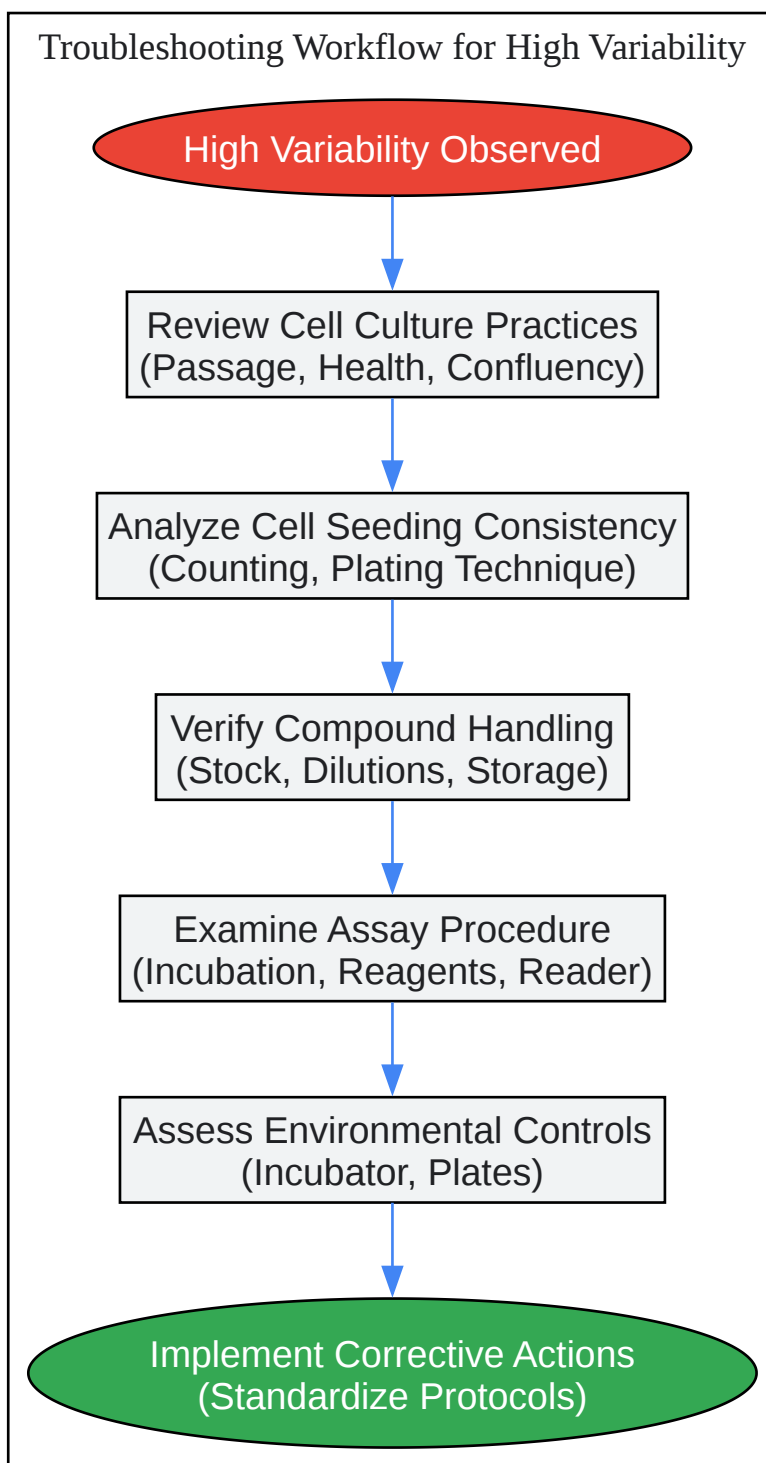 Troubleshooting Workflow for High Variability
High Variability Observed
Review Cell Culture Practices
(Passage, Health, Confluency)
Analyze Cell Seeding Consistency
(Counting, Plating Technique)
Verify Compound Handling
(Stock, Dilutions, Storage)
Examine Assay Procedure
(Incubation, Reagents, Reader)
Assess Environmental Controls
(Incubator, Plates)
Implement Corrective Actions
(Standardize Protocols)